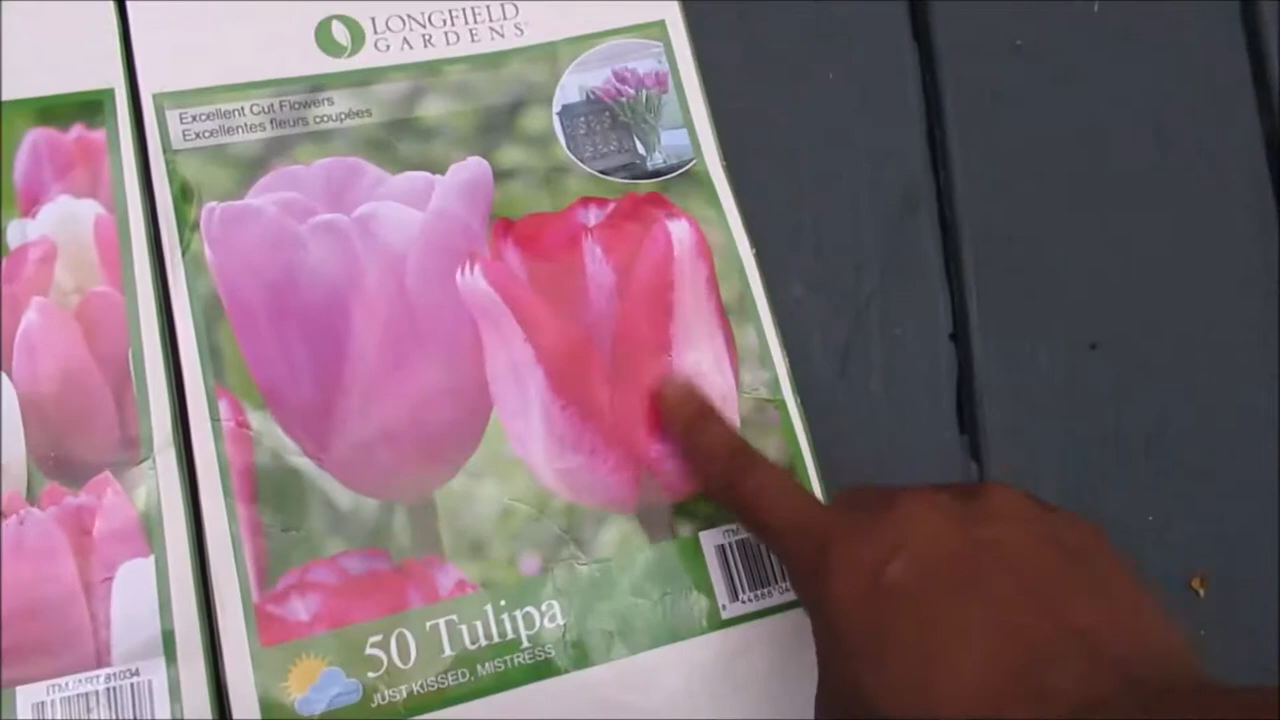 LONGFIELD
GARDENS
Excellent Cut Flowers
Excellentes fleurs coupées
50 Tulipa
JUST KISSED, MISTRESS
ITM./ART.81034